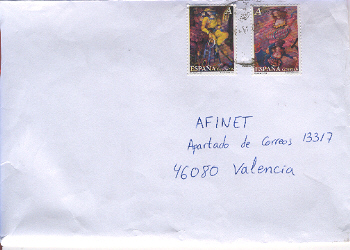 A A
ESPAÑA ESPAÑA
AFINET
Apartado de Correos 13317
46080 Valencia